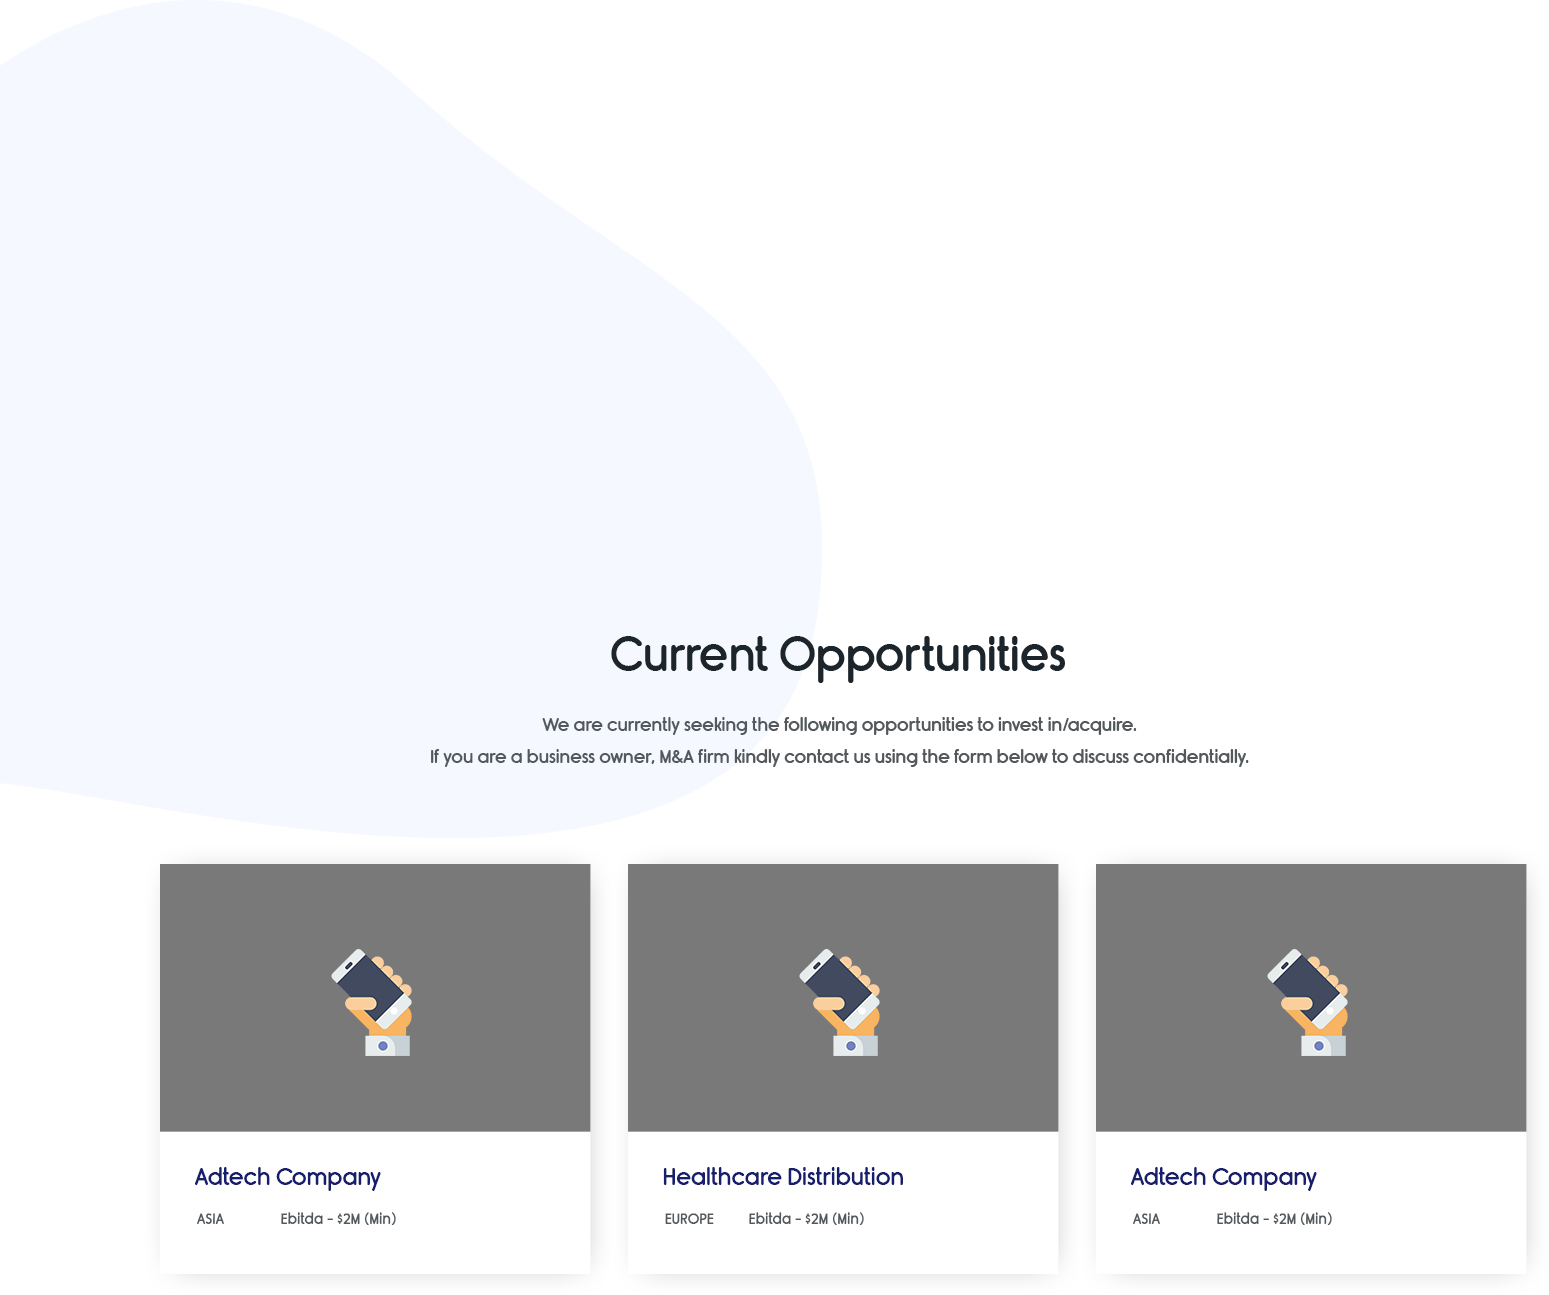 Current Opportunities
We are currently seeking the following opportunities to invest in/acquire.
If you are a business owner, M&A firm kindly contact us using the form below to discuss confidentially.
Adtech Company
ASIA Ebitda - $2M (Min)
Healthcare Distribution
EUROPE Ebitda - $2M (Min)
Adtech Company
ASIA Ebitda - $2M (Min)